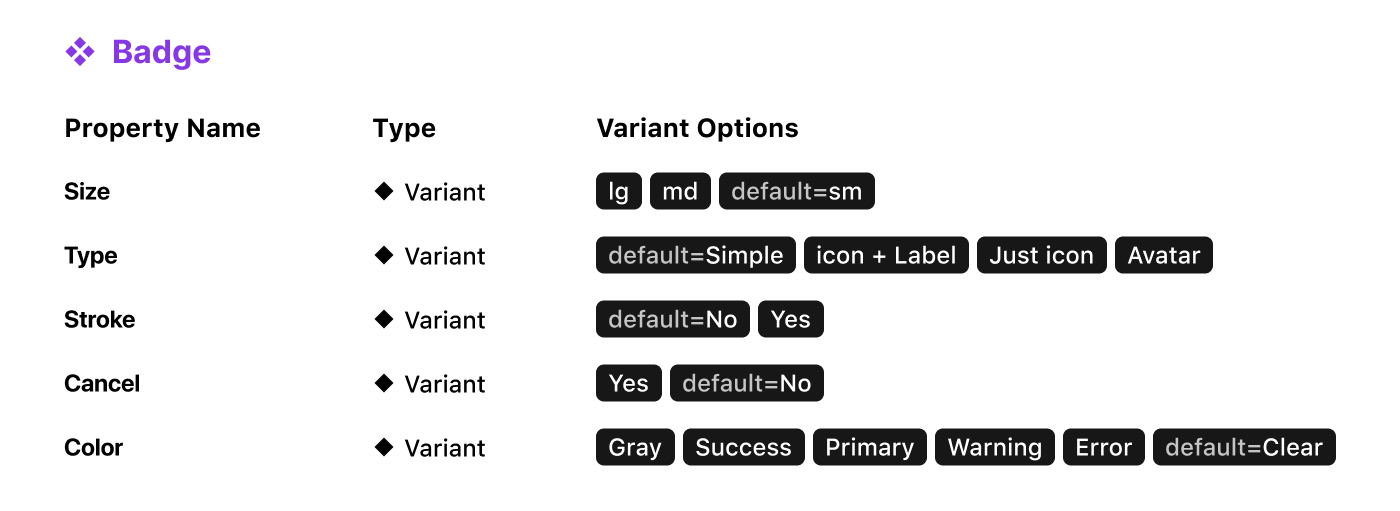 Badge
Property Name Type Variant Options
Size Variant lg md default=sm
Type Variant default=Simple icon + Label Just icon Avatar
Stroke Variant default=No Yes
Cancel Variant Yes default=No
Color Variant Gray Success Primary Warning Error default=Clear